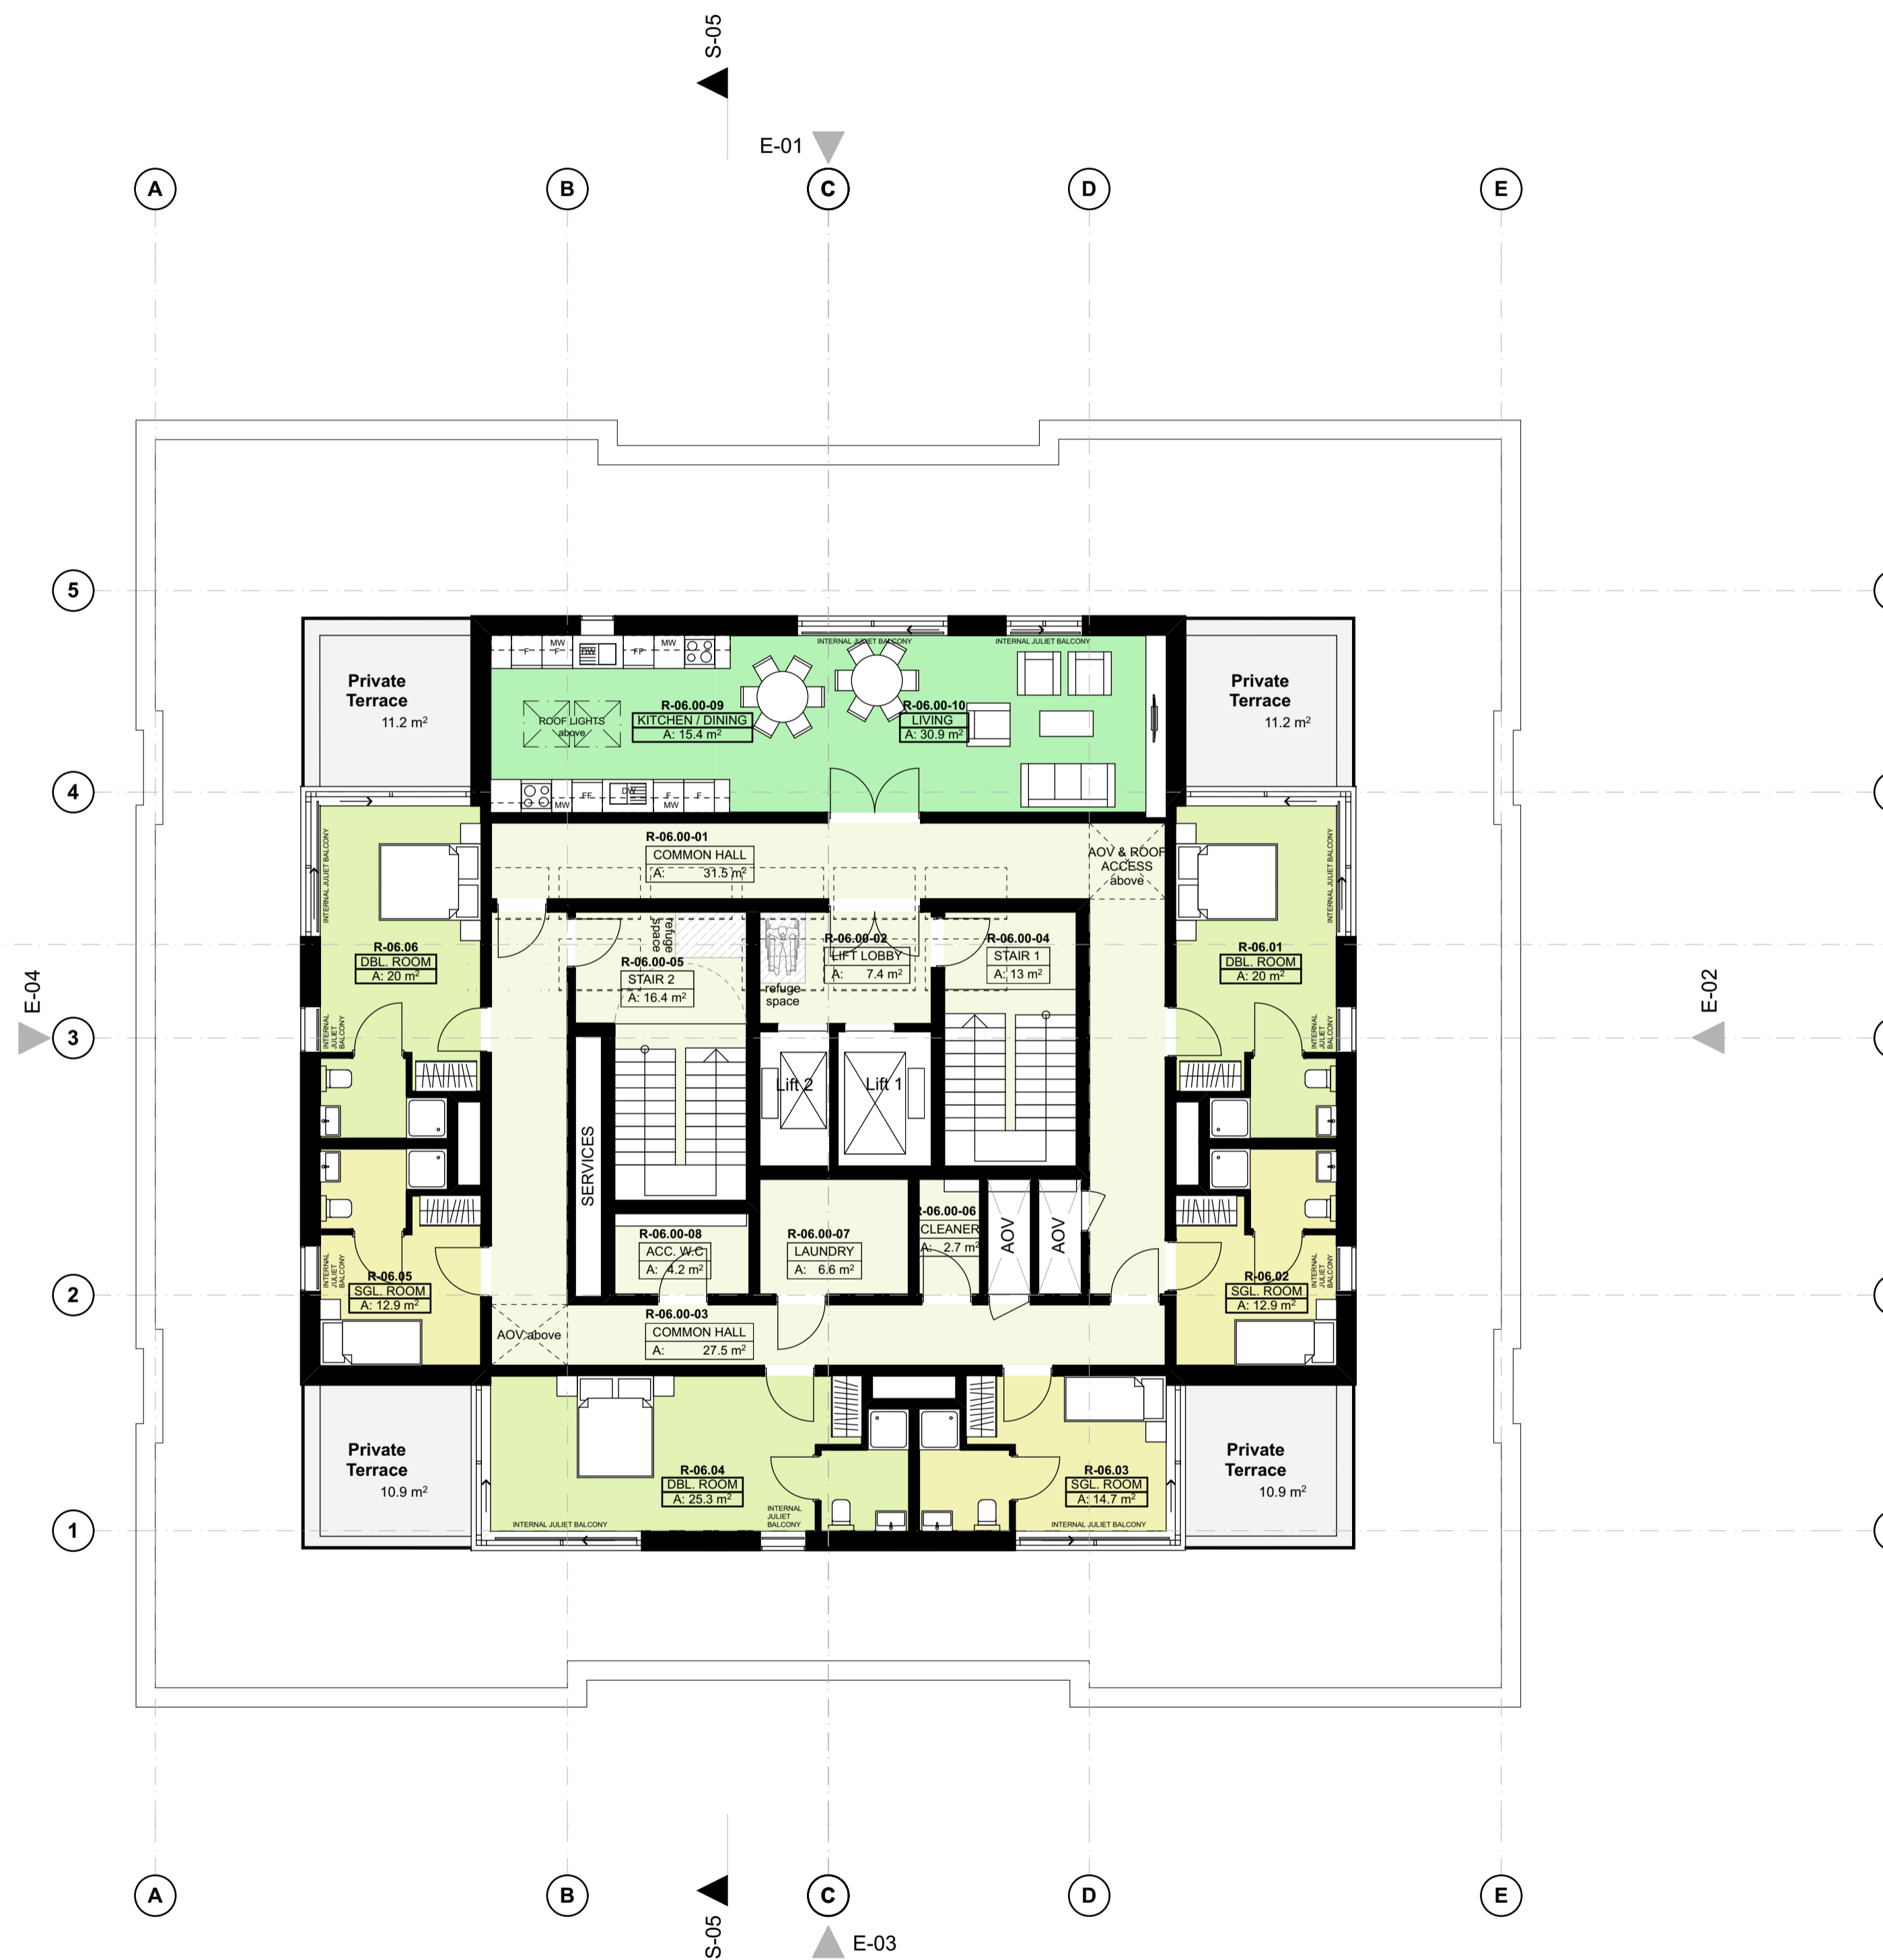 S-05
E-01
A
B
C
D
E
5
INTERNAL JULIET BALCONY
INTERNAL JULIET BALCONY
MW
MW
F
F
DW
FF
Private
Terrace
11.2 m²
Private
Terrace
11.2 m²
R-06.00-09
KITCHEN / DINING
A: 15.4 m²
R-06.00-10
LIVING
A: 30.9 m²
ROOF LIGHTS
above
4
MW
FF
DW
F
MW
F
R-06.00-01
COMMON HALL
A: 31.5 m²
AOV & ROOF
ACCESS
above
INTERNAL JULIET BALCONY
INTERNAL JULIET BALCONY
R-06.06
DBL. ROOM
A: 20 m²
refuge
space
R-06.00-05
STAIR 2
A: 16.4 m²
R-06.00-02
LIFT LOBBY
A: 7.4 m²
refuge
space
R-06.00-04
STAIR 1
A: 13 m²
R-06.01
DBL. ROOM
A: 20 m²
E-04
E-02
3
INTERNAL
JULIET
BALCONY
INTERNAL
JULIET
BALCONY
Lift 2
Lift 1
SERVICES
R-06.00-08
ACC. W.C
A: 4.2 m²
R-06.00-07
LAUNDRY
A: 6.6 m²
-06.00-06
CLEANER
A: 2.7 m²
AOV
AOV
INTERNAL
JULIET
BALCONY
INTERNAL
JULIET
BALCONY
R-06.05
SGL. ROOM
A: 12.9 m²
R-06.02
SGL. ROOM
A: 12.9 m²
2
R-06.00-03
COMMON HALL
A: 27.5 m²
AOV above
Private
Terrace
10.9 m²
R-06.04
DBL. ROOM
A: 25.3 m²
R-06.03
SGL. ROOM
A: 14.7 m²
Private
Terrace
10.9 m²
INTERNAL
JULIET
BALCONY
INTERNAL JULIET BALCONY
INTERNAL JULIET BALCONY
1
A
B
C
D
E
S-05
E-03